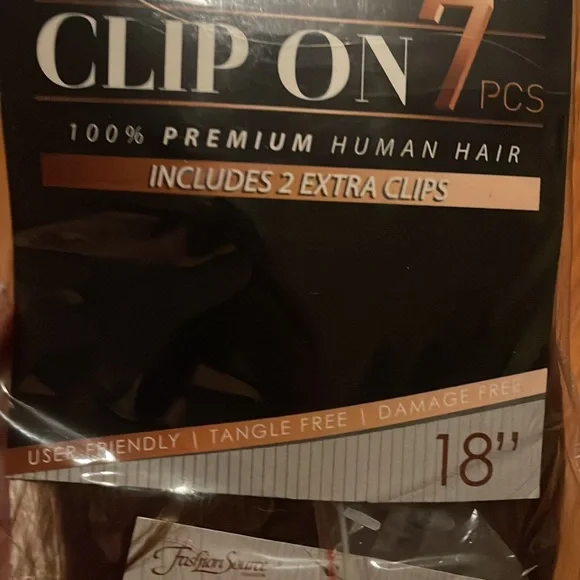 CLIP ON 7 PCS
100% PREMIUM HUMAN HAIR
INCLUDES 2 EXTRA CLIPS
USER FRIENDLY | TANGLE FREE | DAMAGE FREE
18”
Fashion Source